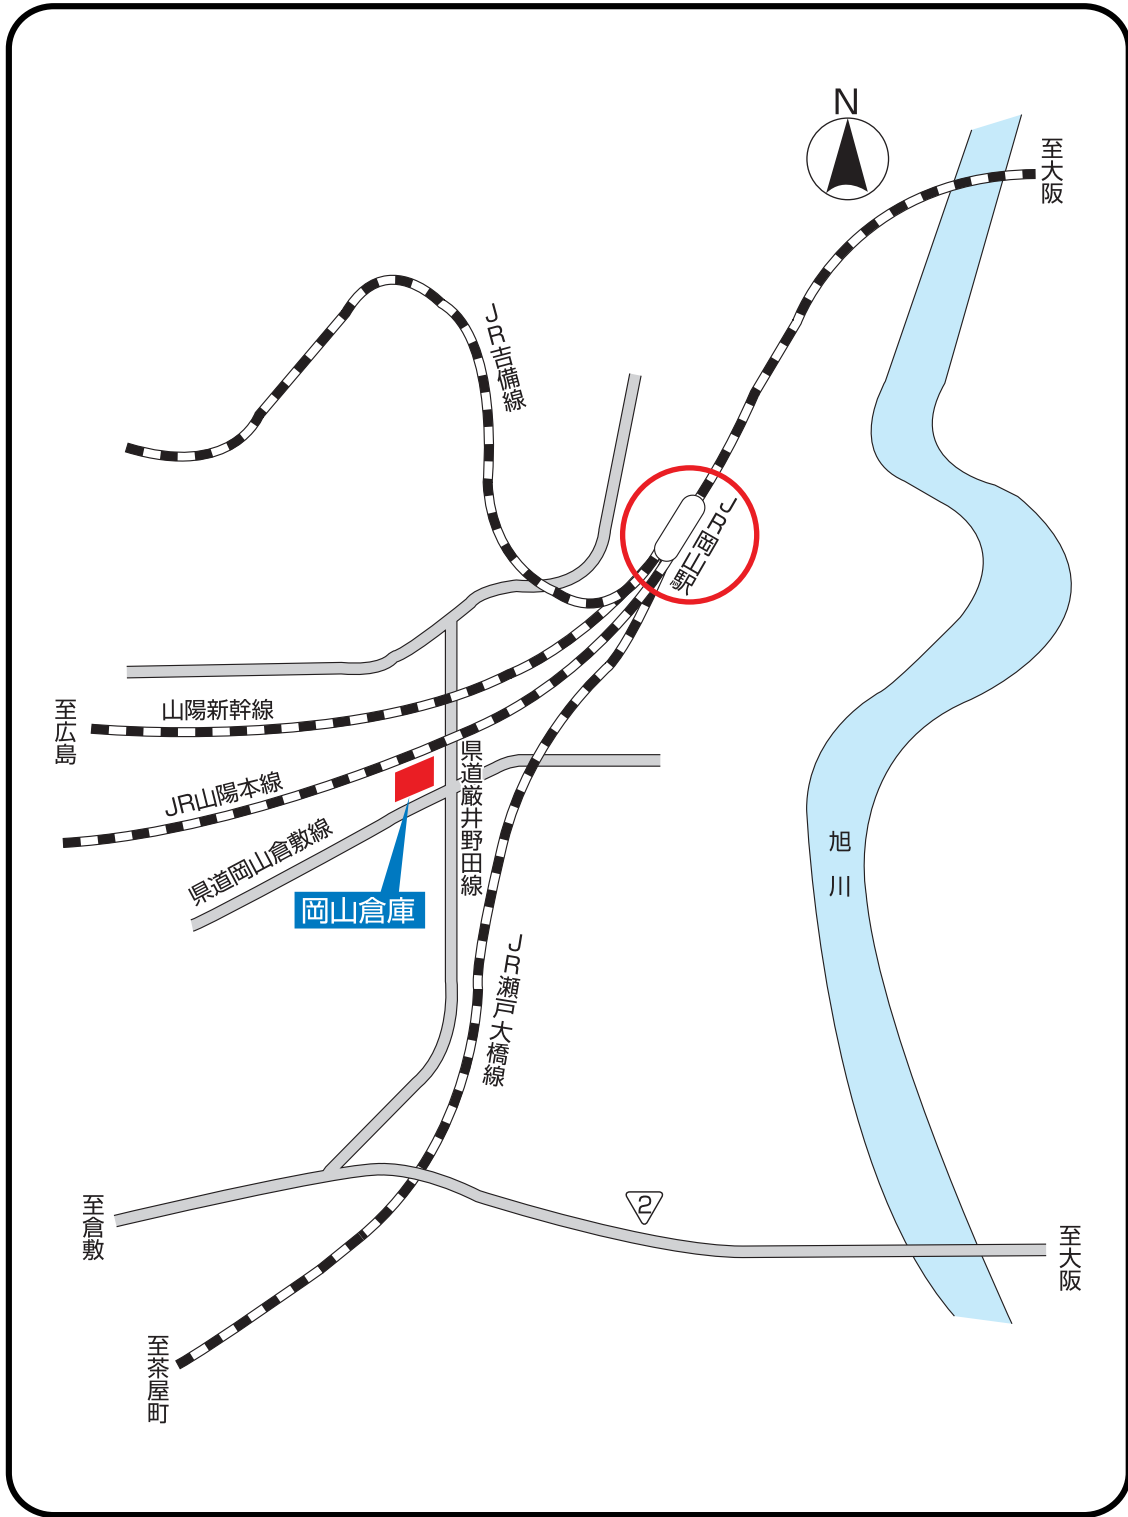 N
至大阪
JR吉備線
JR岡山駅
至広島
山陽新幹線
JR山陽本線
県道厳井野田線
県道岡山倉敷線
岡山倉庫
旭川
JR瀬戸大橋線
至倉敷
2
至大阪
至茶屋町